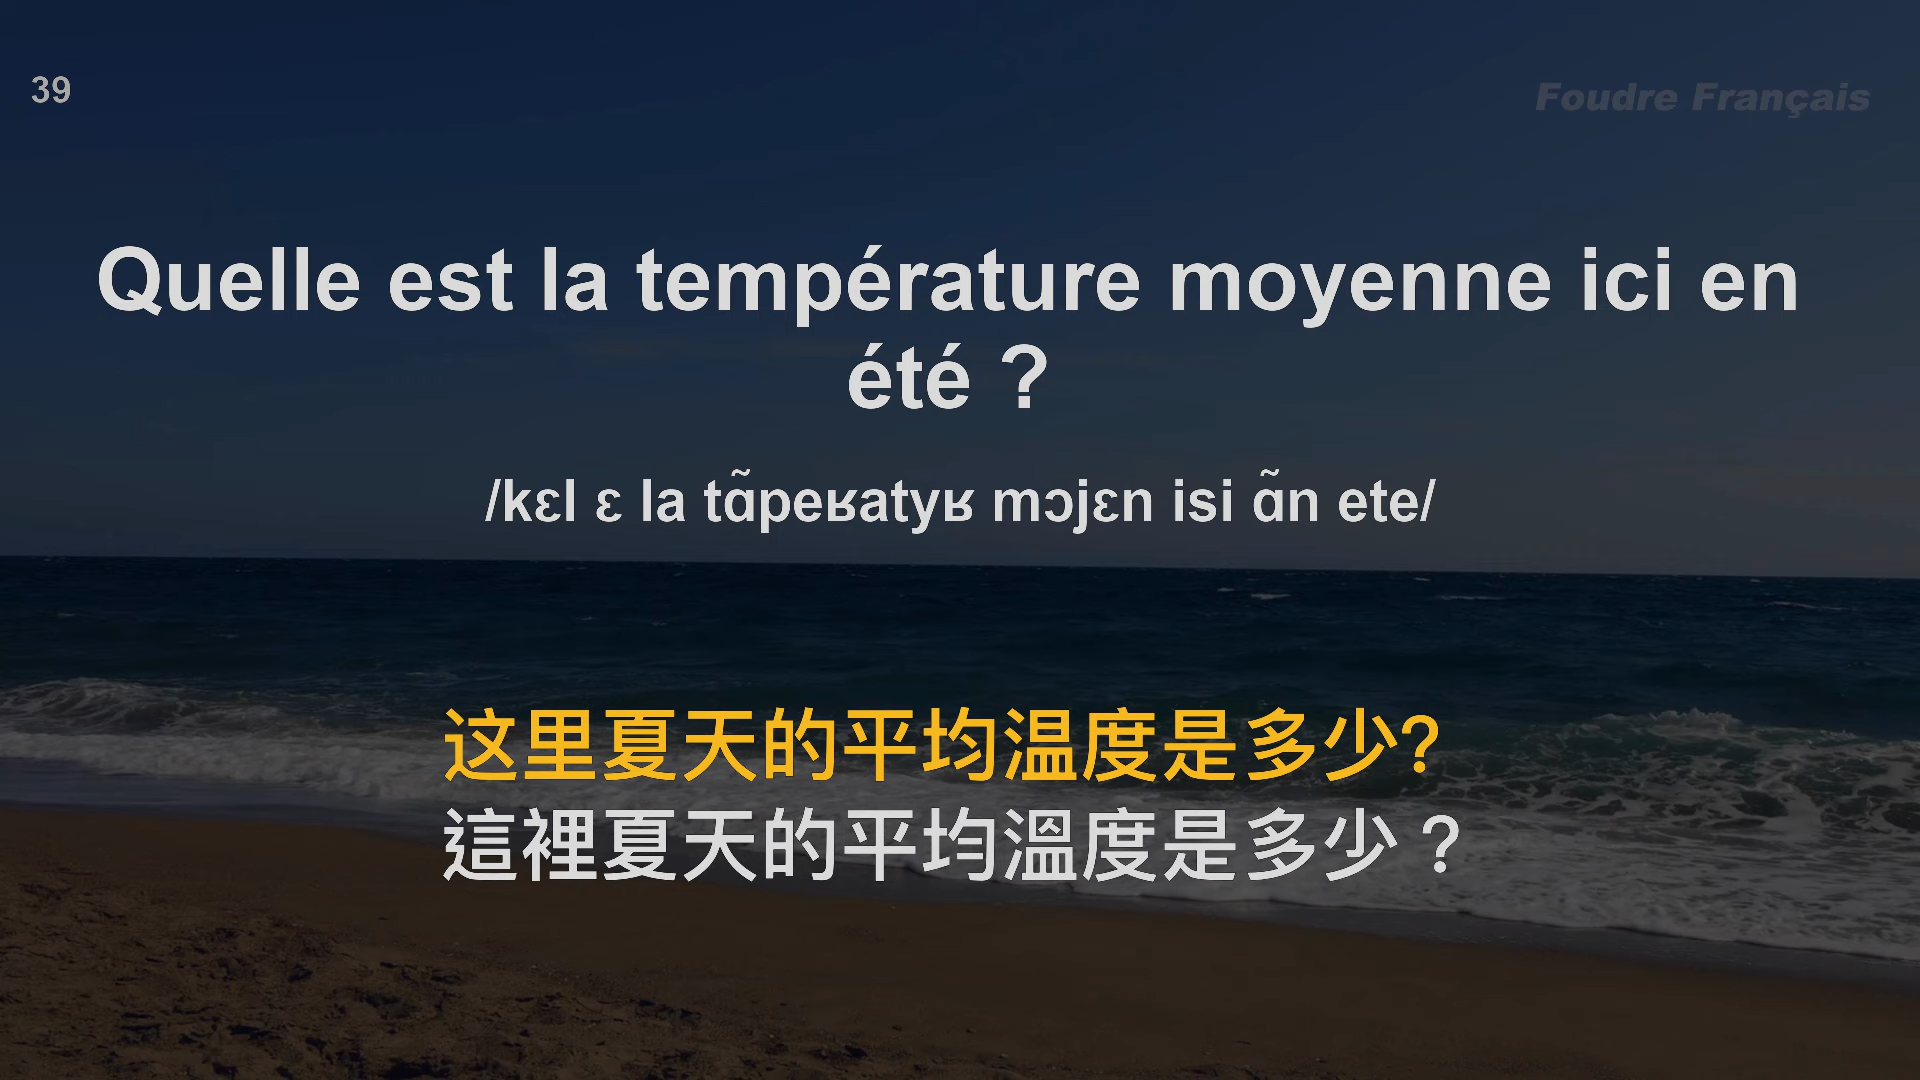 39
Foudre Français
Quelle est la température moyenne ici en
été ?
/kɛl ɛ la tɑ̃peʁatyʁ mɔjɛn isi ɑ̃n ete/
这里夏天的平均温度是多少?
這裡夏天的平均溫度是多少？